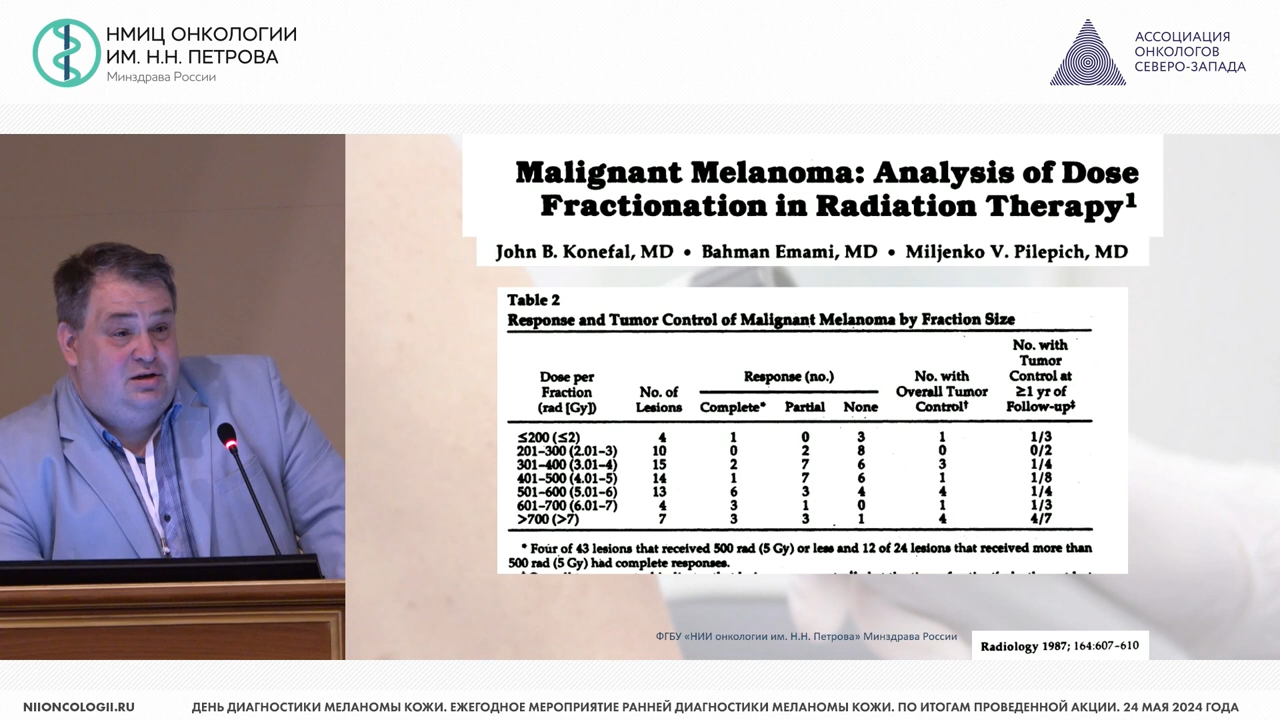 НМИЦ ОНКОЛОГИИ
ИМ. Н.Н. ПЕТРОВА
Минздрава России
АССОЦИАЦИЯ
ОНКОЛОГОВ
СЕВЕРО-ЗАПАДА
Malignant Melanoma: Analysis of Dose
Fractionation in Radiation Therapy¹
John B. Konefal, MD • Bahman Emami, MD • Miljenko V. Pilepich, MD
Table 2
Response and Tumor Control of Malignant Melanoma by Fraction Size
Dose per Fraction (rad [Gy]) No. of Lesions Response (no.) No. with Overall Tumor Control† No. with Tumor Control at ≥1 yr of Follow-up‡
Complete* Partial None
≤200 (≤2) 4 1 0 3 1 1/3
201–300 (2.01–3) 10 0 2 8 0 0/2
301–400 (3.01–4) 15 2 7 6 3 1/4
401–500 (4.01–5) 14 1 7 6 1 1/8
501–600 (5.01–6) 13 6 3 4 4 1/4
601–700 (6.01–7) 4 3 1 0 1 1/3
>700 (>7) 7 3 3 1 4 4/7
* Four of 43 lesions that received 500 rad (5 Gy) or less and 12 of 24 lesions that received more than
500 rad (5 Gy) had complete responses.
ФГБУ «НИИ онкологии им. Н.Н. Петрова» Минздрава России
Radiology 1987; 164:607–610
NIIONCOLOGII.RU
ДЕНЬ ДИАГНОСТИКИ МЕЛАНОМЫ КОЖИ. ЕЖЕГОДНОЕ МЕРОПРИЯТИЕ РАННЕЙ ДИАГНОСТИКИ МЕЛАНОМЫ КОЖИ. ПО ИТОГАМ ПРОВЕДЕННОЙ АКЦИИ. 24 МАЯ 2024 ГОДА